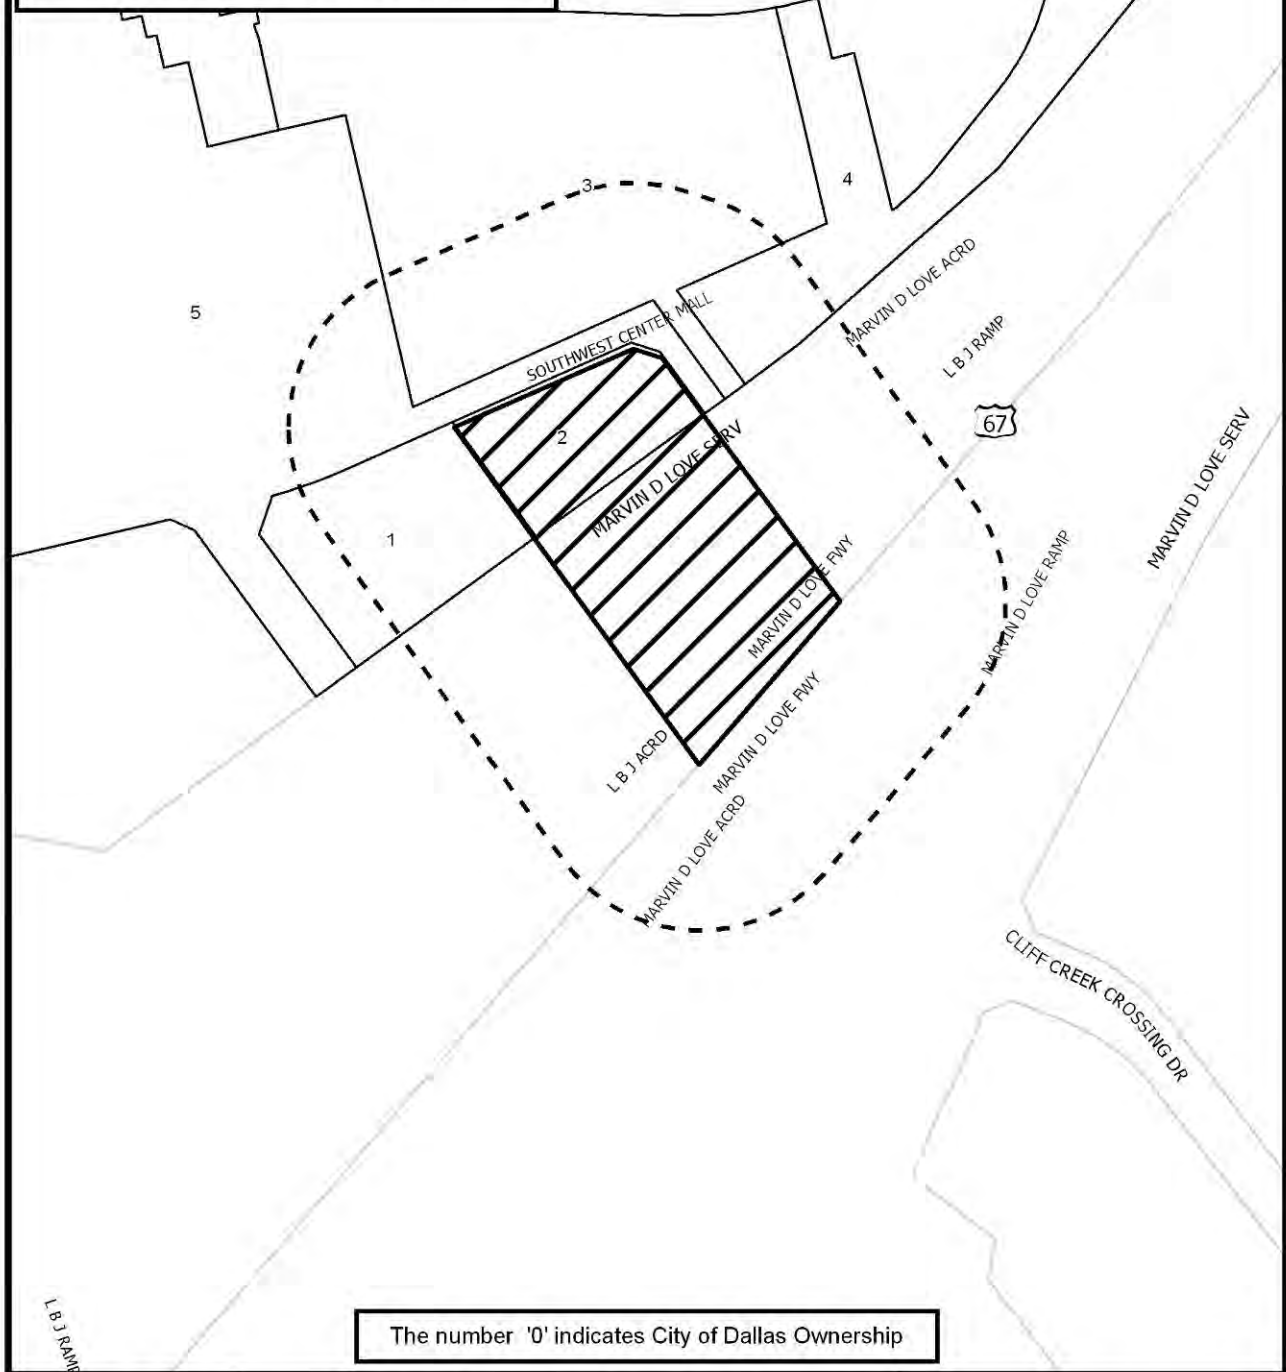 3
4
5
SOUTHWEST CENTER MALL
MARVIN D LOVE ACRD
L B J RAMP
67
2
MARVIN D LOVE SERV
MARVIN D LOVE SERV
1
MARVIN D LOVE FWY
MARVIN D LOVE RAMP
MARVIN D LOVE FWY
L B J ACRD
MARVIN D LOVE ACRD
CLIFF CREEK CROSSING DR
L B J RAMP
The number '0' indicates City of Dallas Ownership